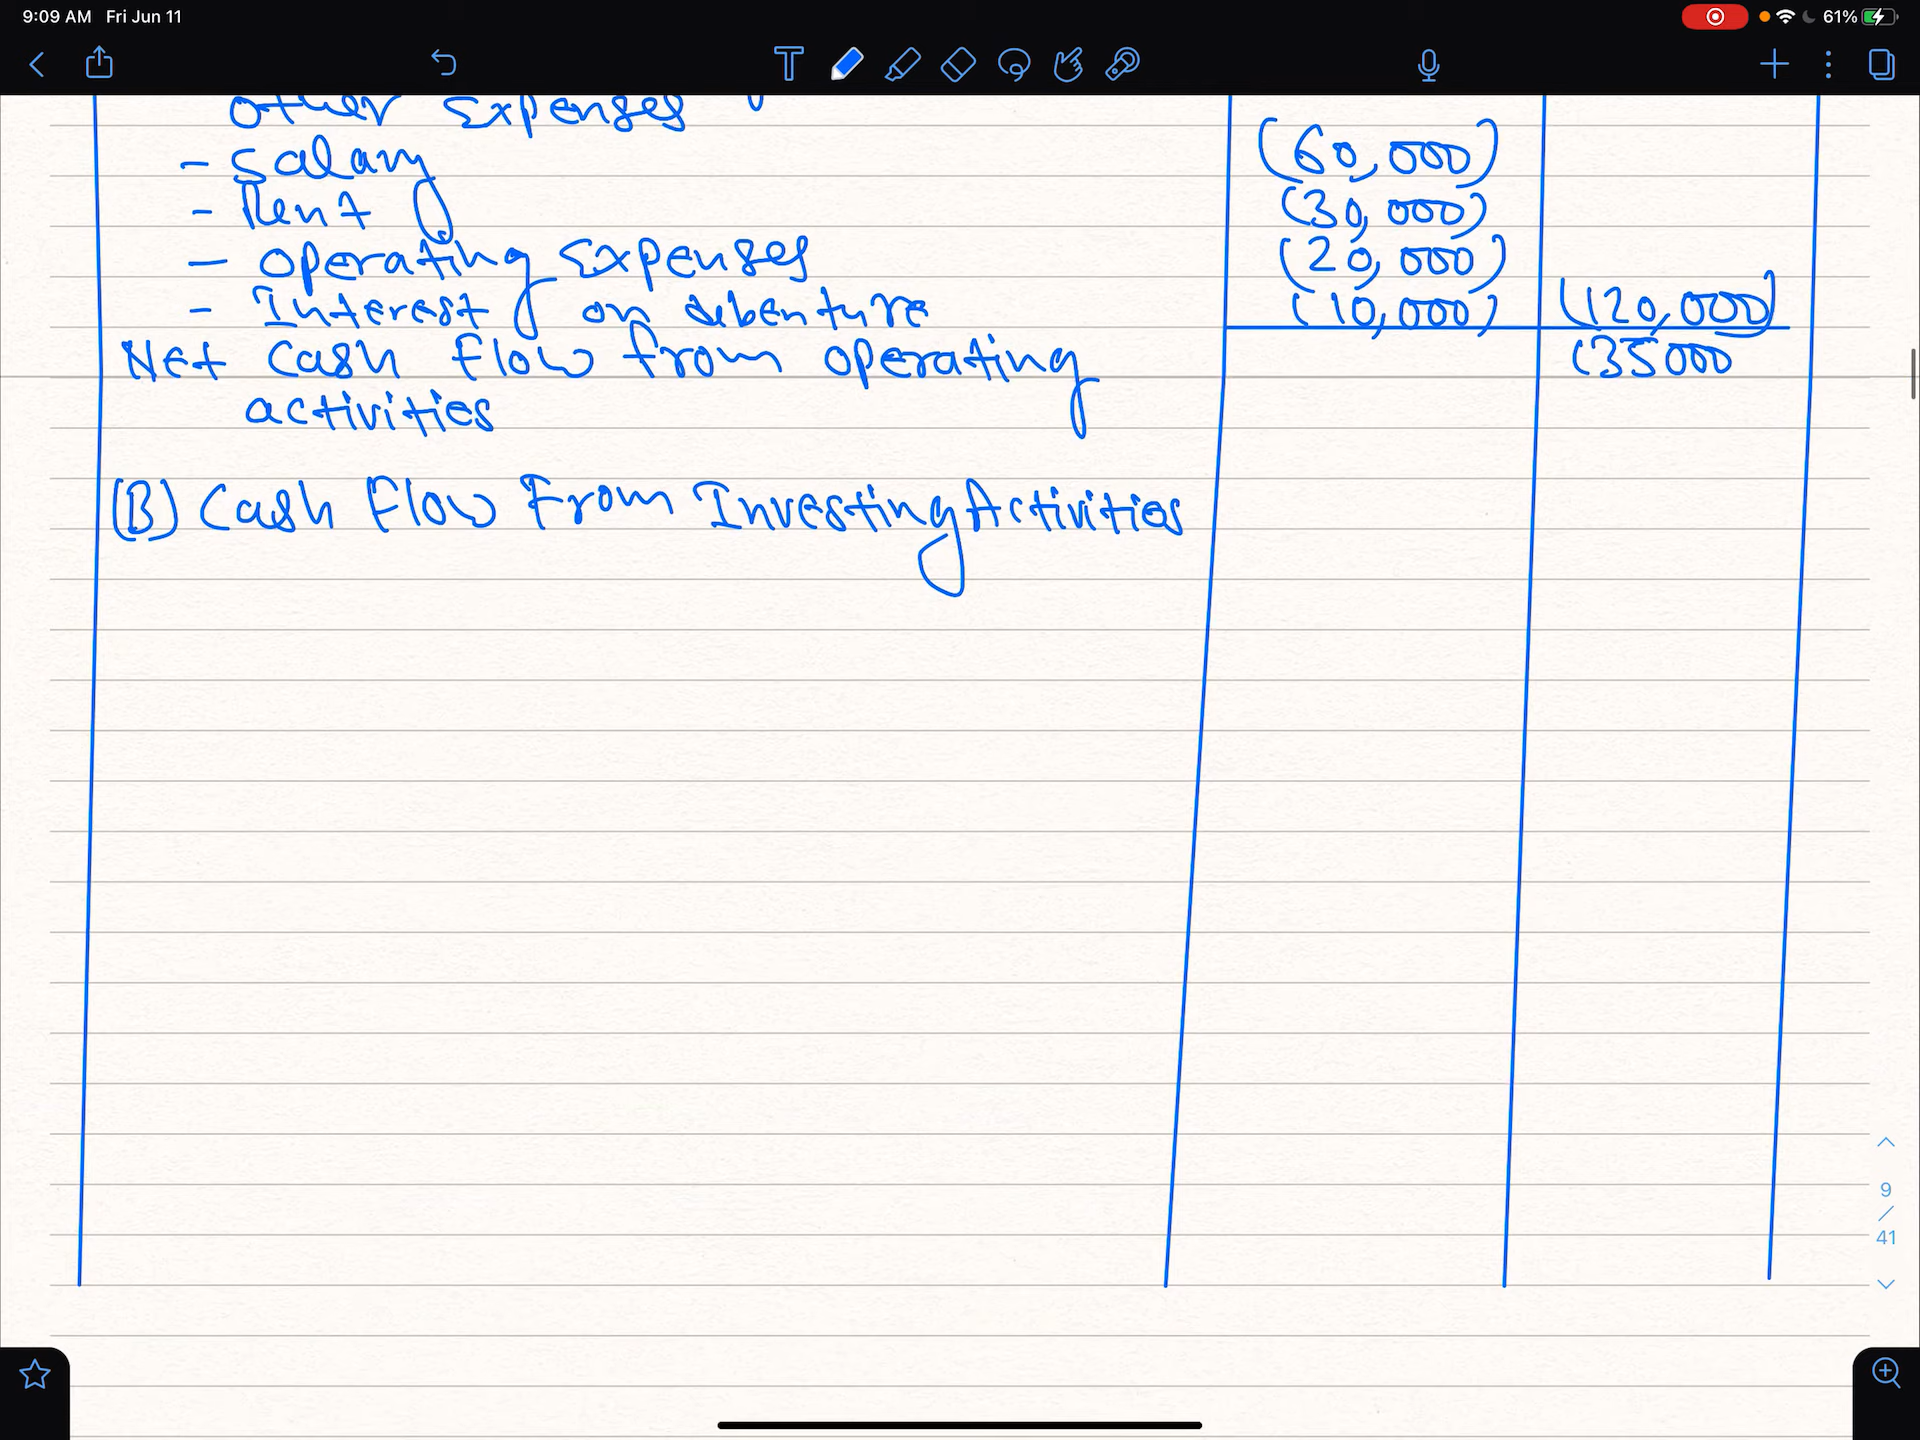 9:09 AM Fri Jun 11 61%
T
other Expenses
- Salary (60,000)
- Rent (30,000)
- operating Expenses (20,000)
- Interest on debenture (10,000) (120,000)
Net Cash Flow from operating (35000
activities
(B) Cash Flow From Investing Activities
9
/
41